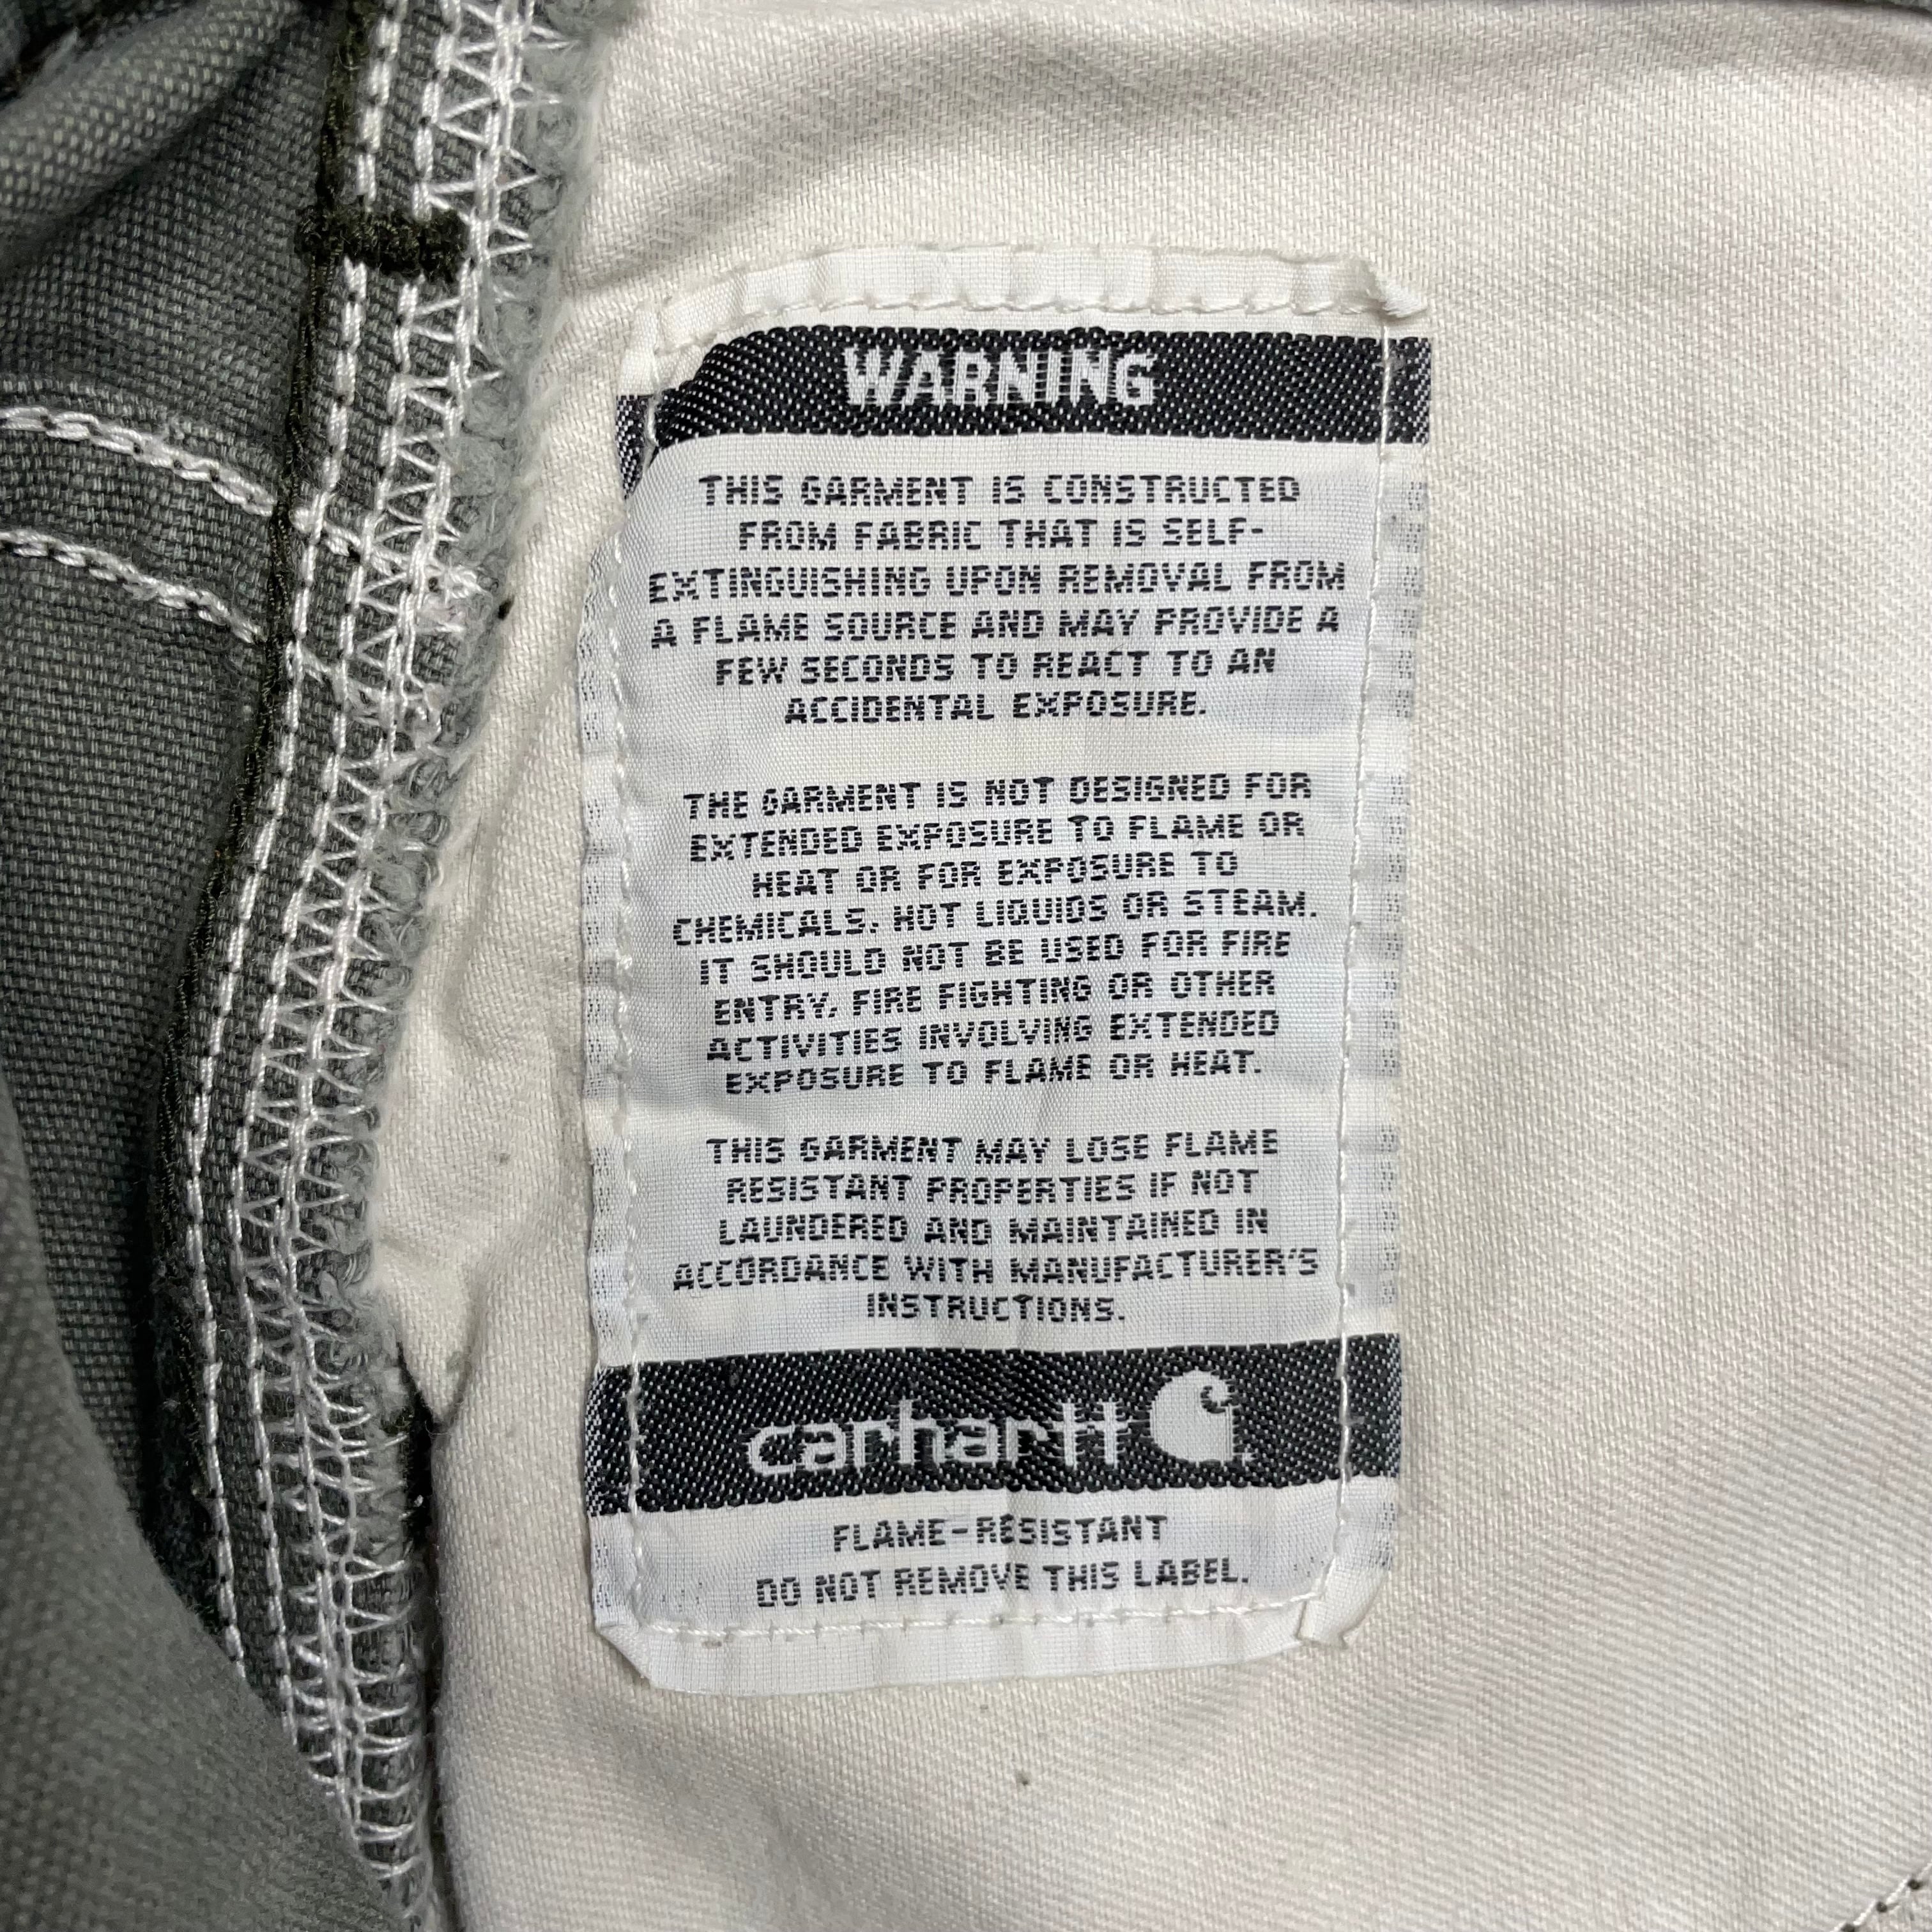 WARNING
THIS GARMENT IS CONSTRUCTED
FROM FABRIC THAT IS SELF-
EXTINGUISHING UPON REMOVAL FROM
A FLAME SOURCE AND MAY PROVIDE A
FEW SECONDS TO REACT TO AN
ACCIDENTAL EXPOSURE.
THE GARMENT IS NOT DESIGNED FOR
EXTENDED EXPOSURE TO FLAME OR
HEAT OR FOR EXPOSURE TO
CHEMICALS, HOT LIQUIDS OR STEAM.
IT SHOULD NOT BE USED FOR FIRE
ENTRY, FIRE FIGHTING OR OTHER
ACTIVITIES INVOLVING EXTENDED
EXPOSURE TO FLAME OR HEAT.
THIS GARMENT MAY LOSE FLAME
RESISTANT PROPERTIES IF NOT
LAUNDERED AND MAINTAINED IN
ACCORDANCE WITH MANUFACTURER'S
INSTRUCTIONS.
carhartt
FLAME-RESISTANT
DO NOT REMOVE THIS LABEL.